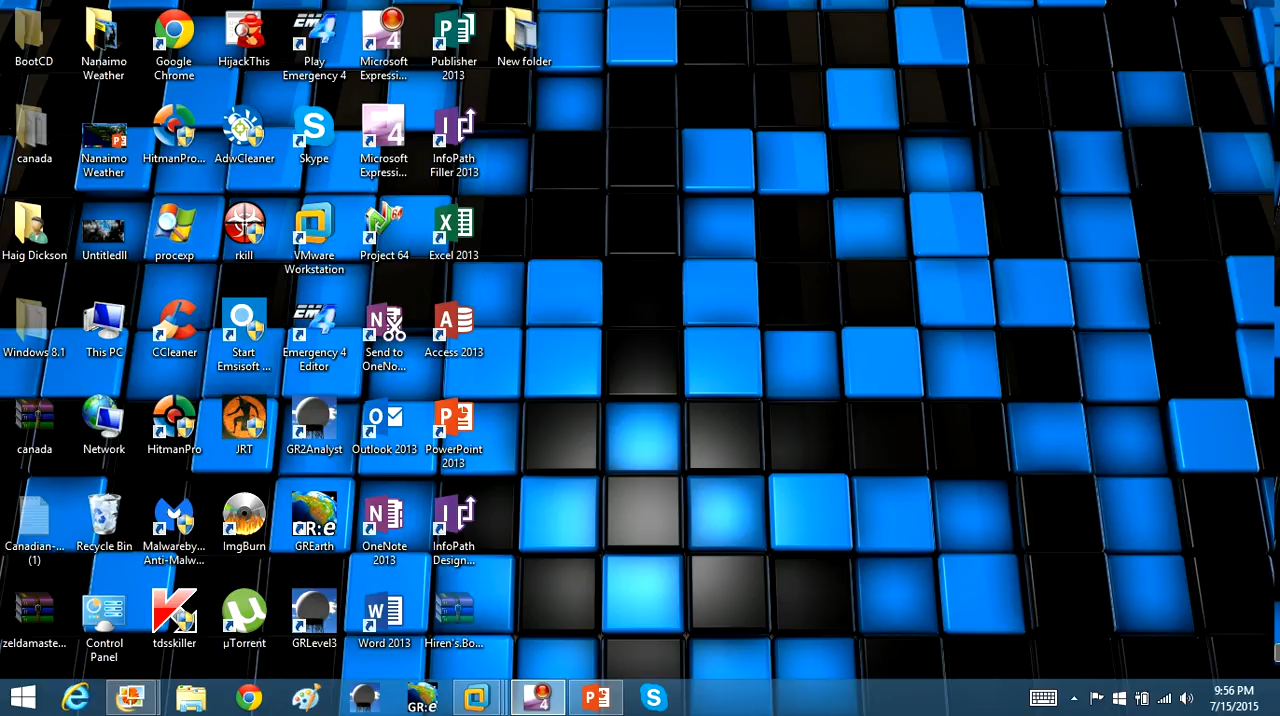 BootCD
Nanaimo
Weather
Google
Chrome
HijackThis
Play
Emergency 4
Microsoft
Expressi...
Publisher
2013
New folder
canada
Nanaimo
Weather
HitmanPro...
AdwCleaner
Skype
Microsoft
Expressi...
InfoPath
Filler 2013
Haig Dickson
Untitledll
procexp
rkill
VMware
Workstation
Project 64
Excel 2013
Windows 8.1
This PC
CCleaner
Start
Emsisoft ...
Emergency 4
Editor
Send to
OneNo...
Access 2013
canada
Network
HitmanPro
JRT
GR2Analyst
Outlook 2013
PowerPoint
2013
Canadian-...
(1)
Recycle Bin
Malwareby...
Anti-Malw...
ImgBurn
GR:e
GREarth
OneNote
2013
InfoPath
Design...
zeldamaste...
Control
Panel
tdsskiller
µTorrent
GRLevel3
Word 2013
Hiren's.Bo...
GR:e
9:56 PM
7/15/2015